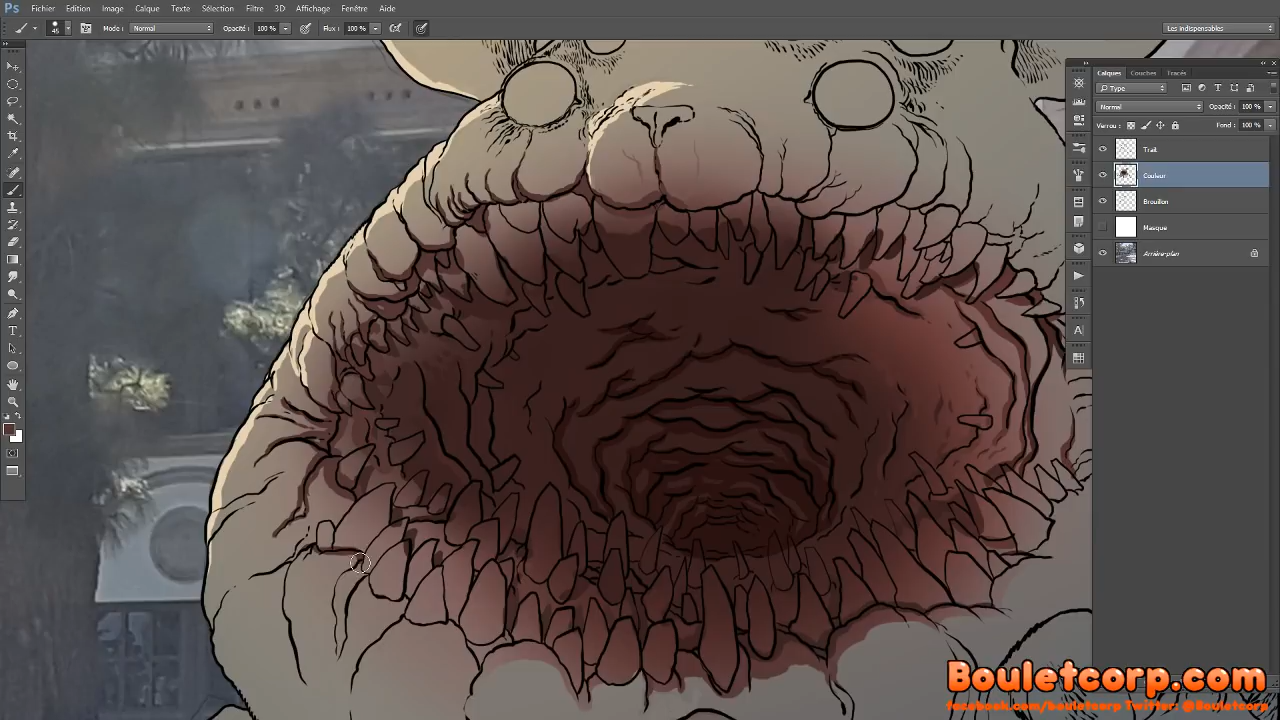 Ps Fichier Edition Image Calque Texte Sélection Filtre 3D Affichage Fenêtre Aide
45 Mode : Normal Opacité : 100 % Flux : 100 % Les indispensables
Calques Couches Tracés
Type
Normal Opacité : 100 %
Verrou : Fond : 100 %
Trait
Couleur
Brouillon
Masque
Arrière-plan
Bouletcorp.com
facebook.com/bouletcorp Twitter: @Bouletcorp